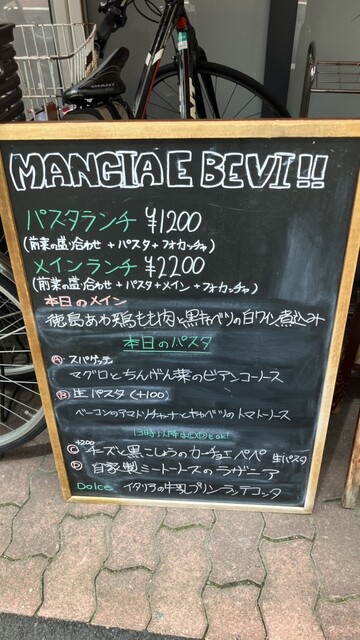 GIANT
MANGIA E BEVI!!
パスタランチ ¥1200
(前菜の盛り合わせ + パスタ + フォカッチャ)
メインランチ ¥2200
(前菜の盛り合わせ + パスタ + メイン + フォカッチャ)
本日のメイン
徳島あわ鶏もも肉と黒キャベツの白ワイン煮込み
本日のパスタ
Ⓐ スパゲッティ
マグロとちんげん菜のビアンコソース
Ⓑ 生パスタ (+100)
ベーコンのアマトリチャーナとキャベツのトマトソース
13時以降
+200
Ⓒ チーズと黒こしょうのカーチョエペペ 生パスタ
Ⓓ 自家製ミートソースのラザニア
Dolce イタリアの牛乳プリンランテコッタ